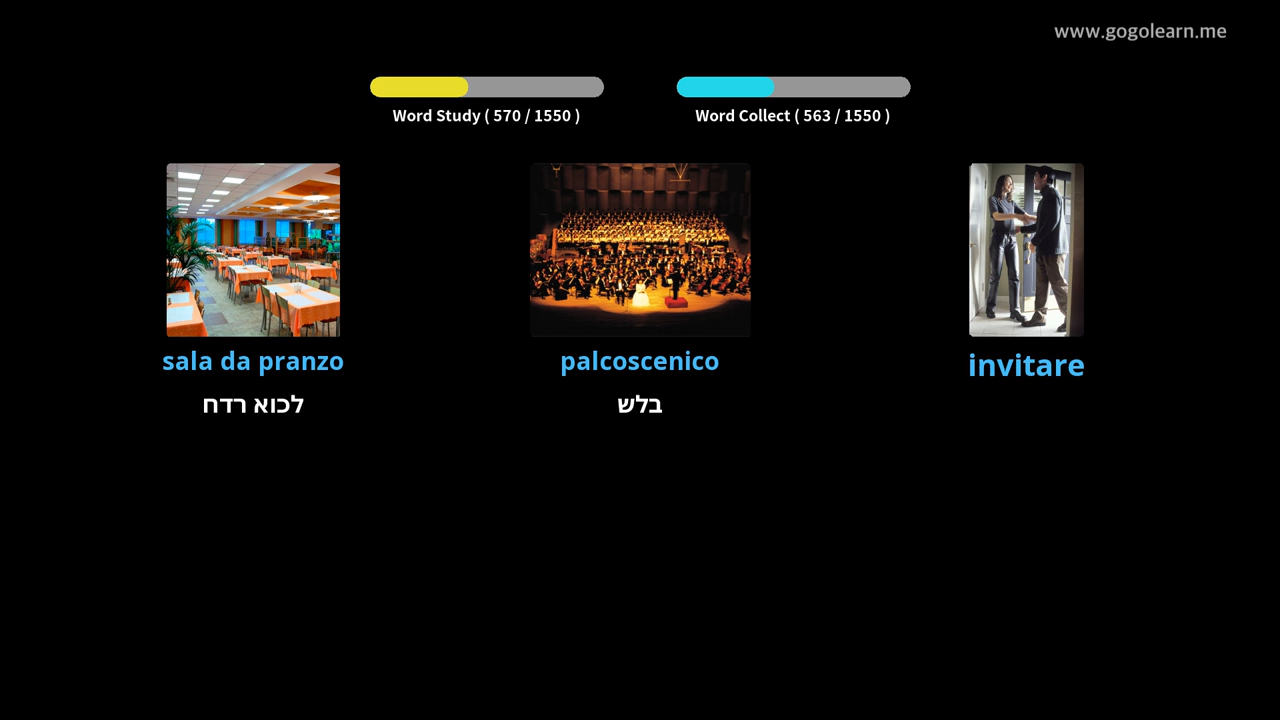 www.gogolearn.me
Word Study ( 570 / 1550 )
Word Collect ( 563 / 1550 )
sala da pranzo
לכוא רדח
palcoscenico
בלש
invitare